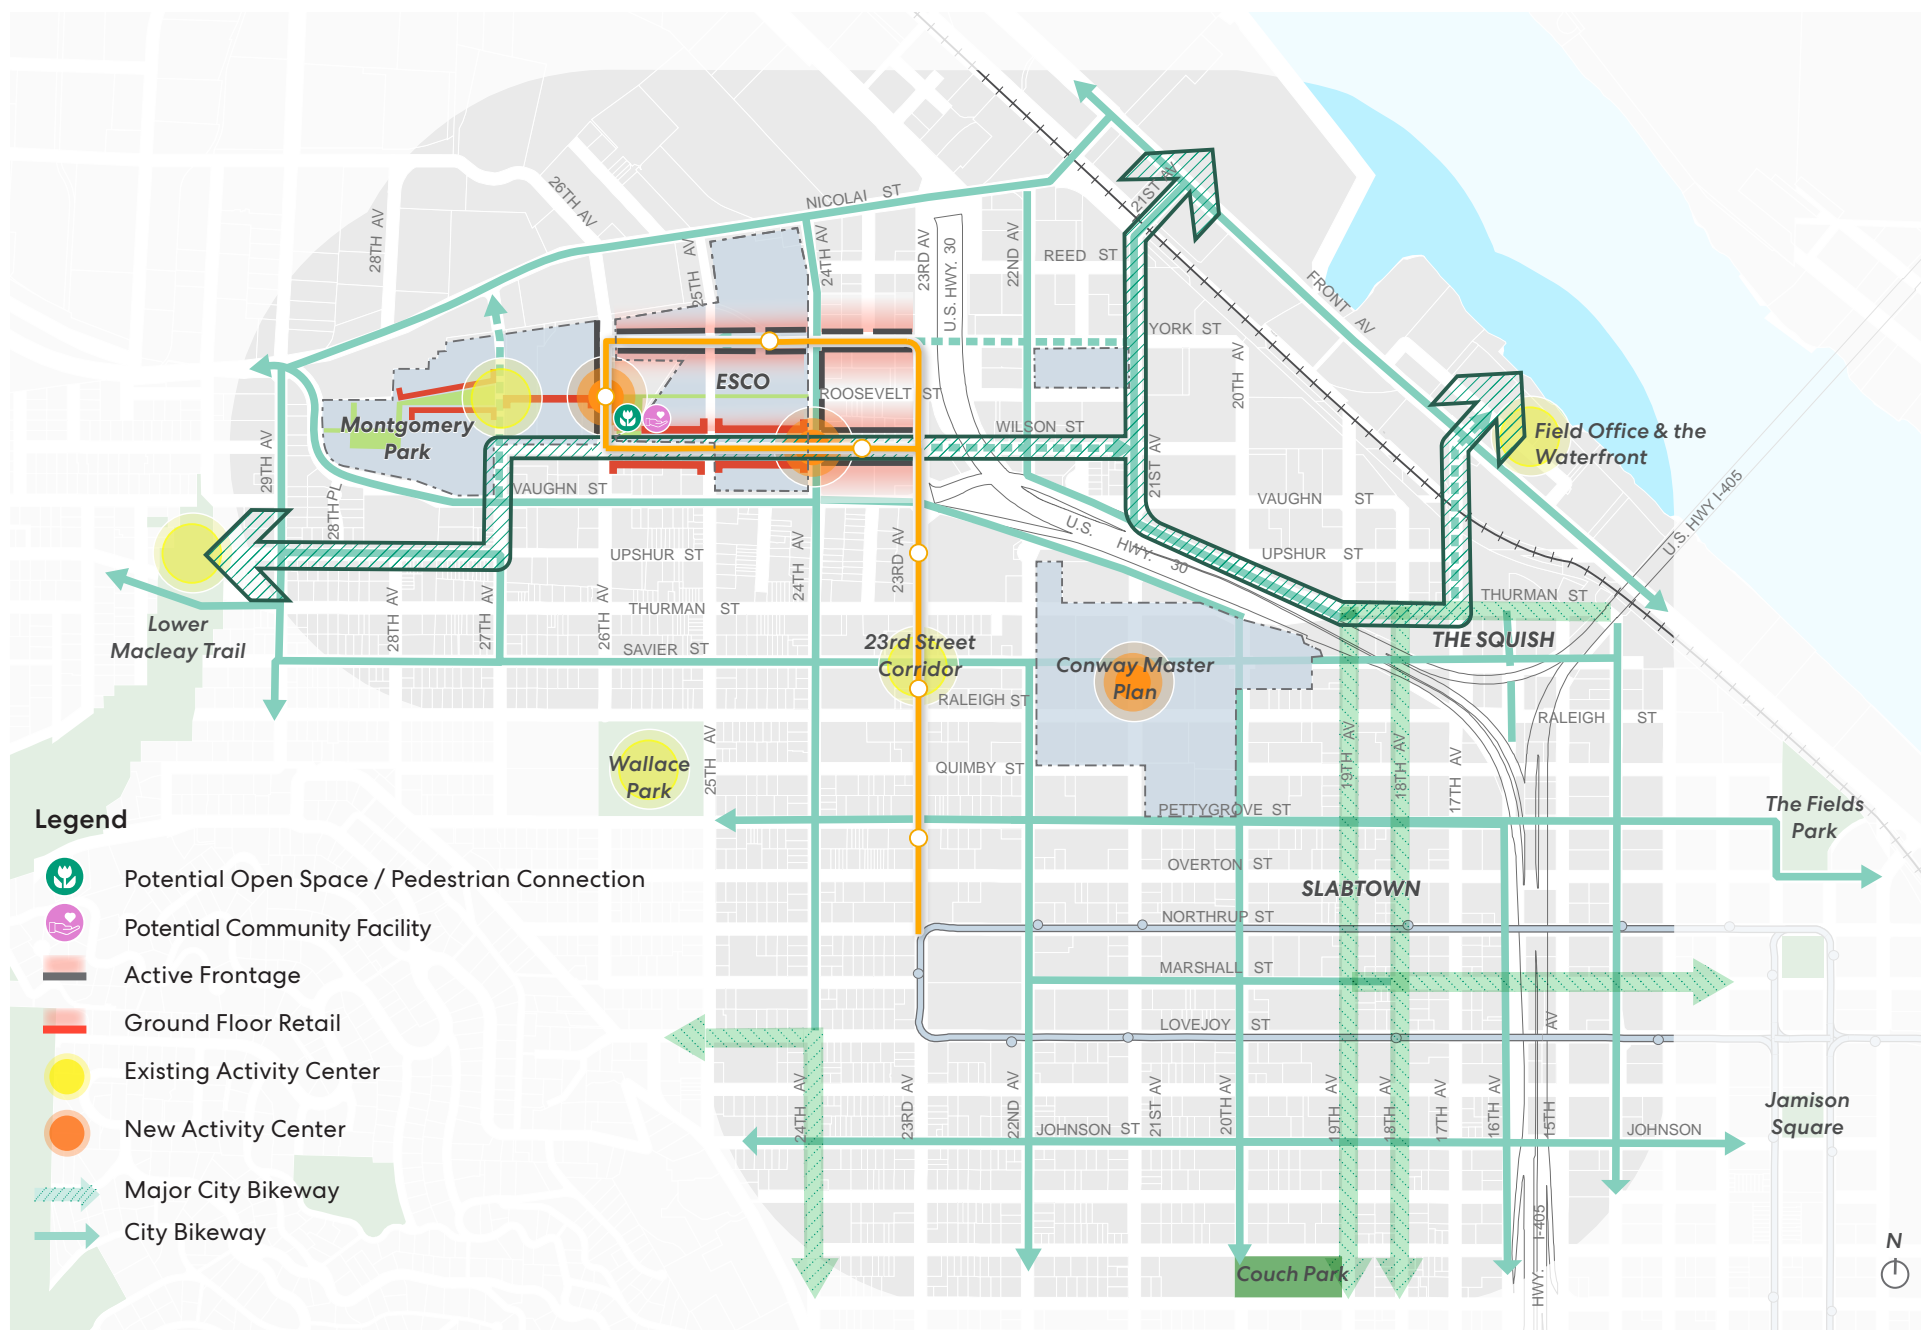 NICOLAI ST
26TH AV
28TH AV
25TH AV
24TH AV
23RD AV
U.S. HWY. 30
22ND AV
REED ST
21ST AV
FRONT AV
YORK ST
20TH AV
ESCO
ROOSEVELT ST
WILSON ST
Montgomery
Park
29TH AV
28TH PL
VAUGHN ST
21ST AV
VAUGHN ST
Field Office & the
Waterfront
U.S. HWY I-405
U.S. HWY. 30
UPSHUR ST
UPSHUR ST
24TH AV
23RD AV
28TH AV
27TH AV
26TH AV
THURMAN ST
THURMAN ST
SAVIER ST
THE SQUISH
Lower
Macleay Trail
23rd Street
Corridor
Conway Master
Plan
RALEIGH ST
RALEIGH ST
25TH AV
19TH AV
18TH AV
17TH AV
Wallace
Park
QUIMBY ST
PETTYGROVE ST
The Fields
Park
OVERTON ST
SLABTOWN
NORTHRUP ST
MARSHALL ST
LOVEJOY ST
24TH AV
23RD AV
22ND AV
21ST AV
20TH AV
19TH AV
18TH AV
17TH AV
16TH AV
15TH AV
JOHNSON ST
JOHNSON
Jamison
Square
HWY. I-405
Couch Park
N
Legend
Potential Open Space / Pedestrian Connection
Potential Community Facility
Active Frontage
Ground Floor Retail
Existing Activity Center
New Activity Center
Major City Bikeway
City Bikeway